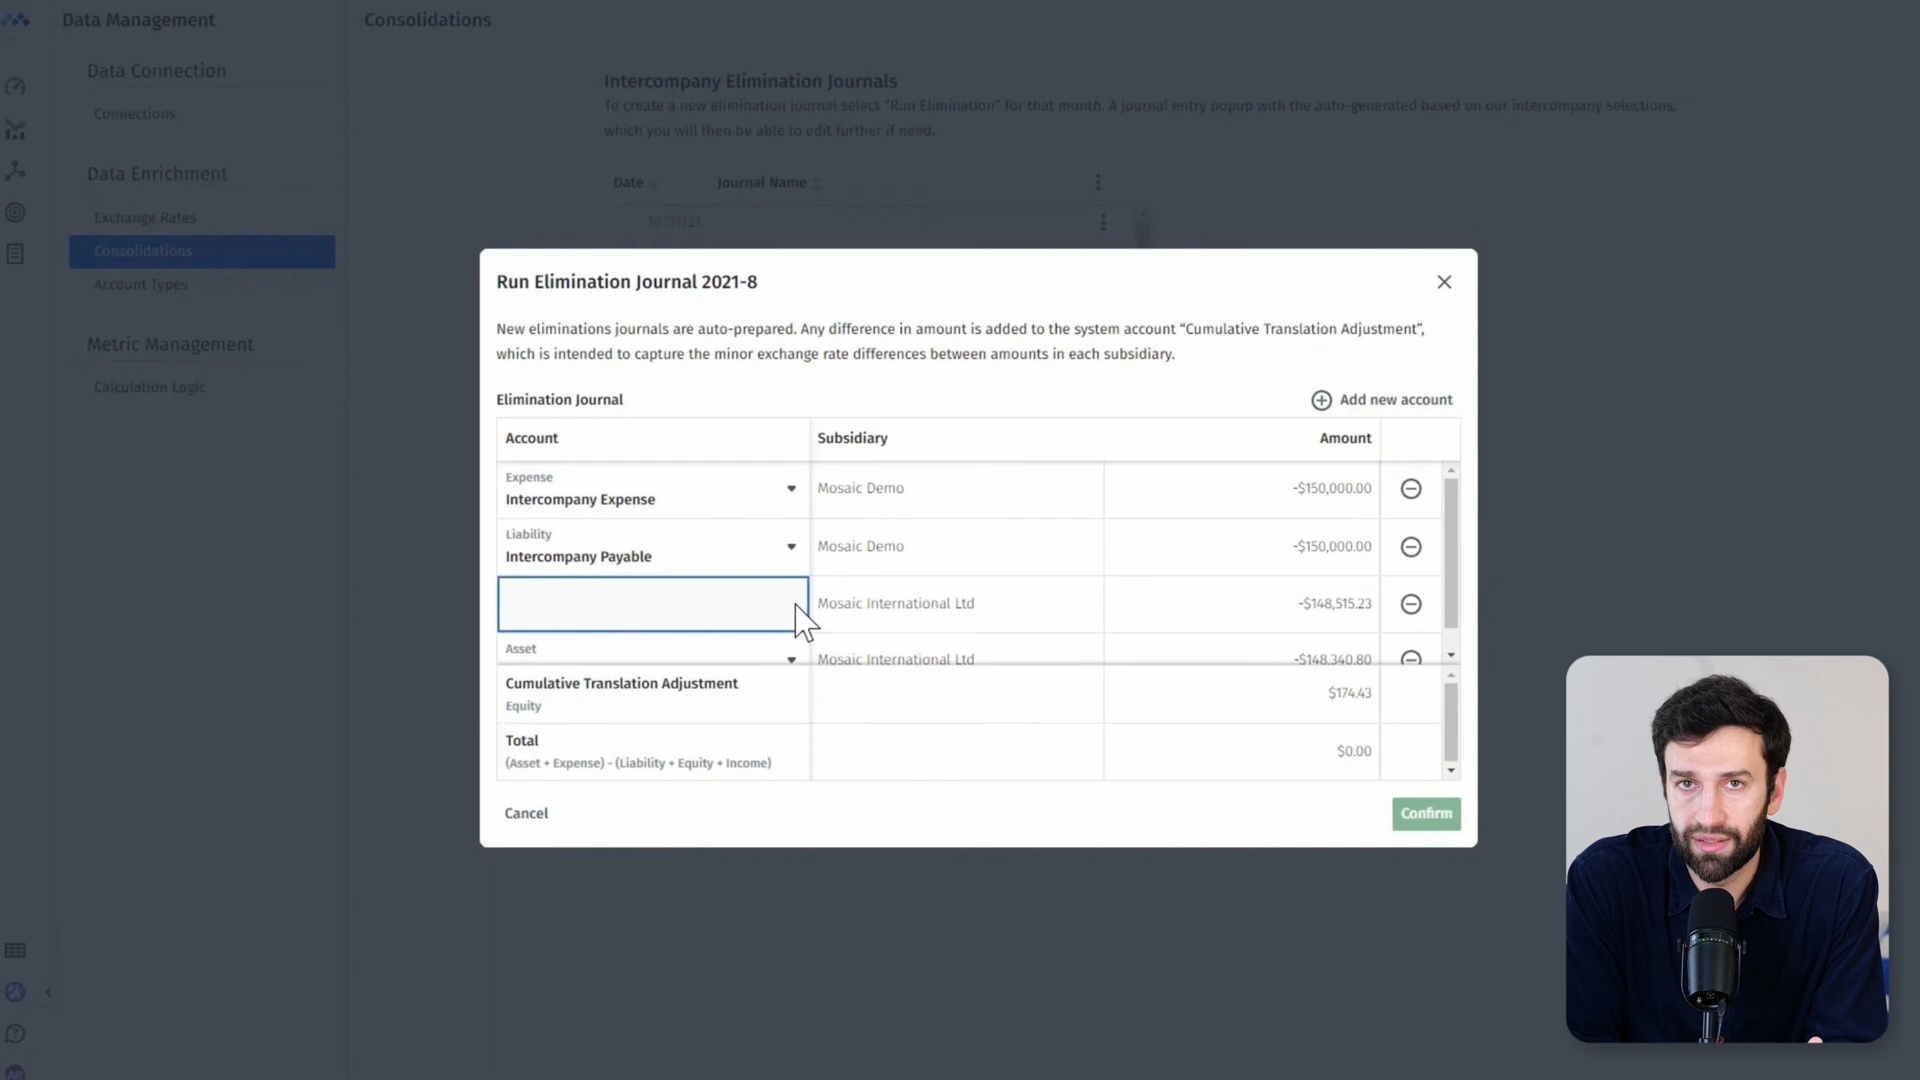 Data Management
Consolidations
Data Connection
Connections
Data Enrichment
Exchange Rates
Consolidations
Account Types
Metric Management
Calculation Logic
Intercompany Elimination Journals
To create a new elimination journal select "Run Elimination" for that month. A journal entry popup with the auto-generated based on our intercompany selections,
which you will then be able to edit further if need.
Date Journal Name
10/11/21
Run Elimination Journal 2021-8
New eliminations journals are auto-prepared. Any difference in amount is added to the system account “Cumulative Translation Adjustment”,
which is intended to capture the minor exchange rate differences between amounts in each subsidiary.
Elimination Journal
Add new account
Account Subsidiary Amount
Expense
Intercompany Expense Mosaic Demo -$150,000.00
Liability
Intercompany Payable Mosaic Demo -$150,000.00
Mosaic International Ltd -$148,515.23
Asset
Mosaic International Ltd -$148,340.80
Cumulative Translation Adjustment $174.43
Equity
Total $0.00
(Asset + Expense) - (Liability + Equity + Income)
Cancel Confirm